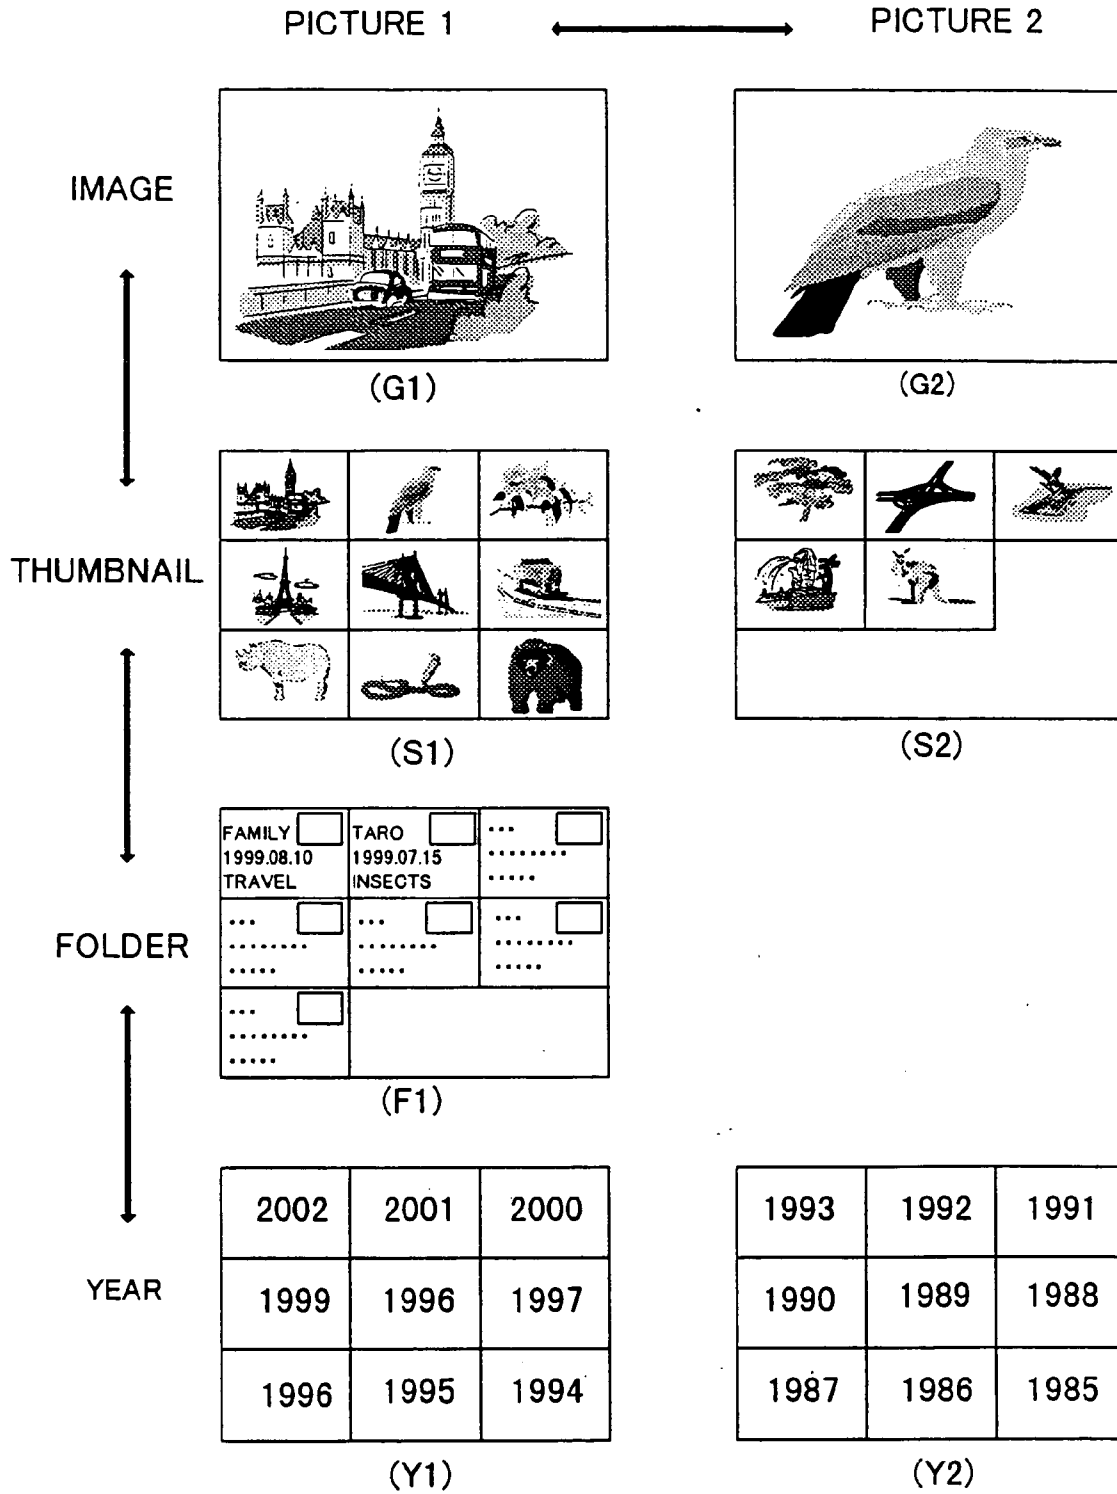 PICTURE 1 PICTURE 2
IMAGE
(G1) (G2)
THUMBNAIL
(S1) (S2)
FAMILY TARO
1999.08.10 1999.07.15
TRAVEL INSECTS
FOLDER
(F1)
2002 2001 2000 1993 1992 1991
YEAR
1999 1996 1997 1990 1989 1988
1996 1995 1994 1987 1986 1985
(Y1) (Y2)